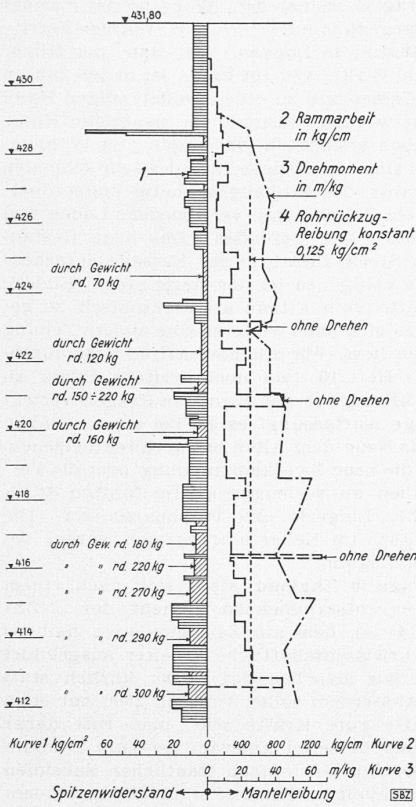 431,80
430
428
426
424
422
420
418
416
414
412
1
2 Rammarbeit
in kg/cm
3 Drehmoment
in m/kg
4 Rohrrückzug-
Reibung konstant
0,125 kg/cm²
durch Gewicht
rd. 70 kg
ohne Drehen
durch Gewicht
rd. 120 kg
durch Gewicht
rd. 150 ÷ 220 kg
ohne Drehen
durch Gewicht
rd. 160 kg
durch Gew. rd. 180 kg
ohne Drehen
" " rd. 220 kg
" " rd. 270 kg
" " rd. 290 kg
" " rd. 300 kg
Kurve 1 kg/cm² 60 40 20 0 400 800 1200 kg/cm Kurve 2
0 20 40 60 m/kg Kurve 3
Spitzenwiderstand Mantelreibung
SBZ